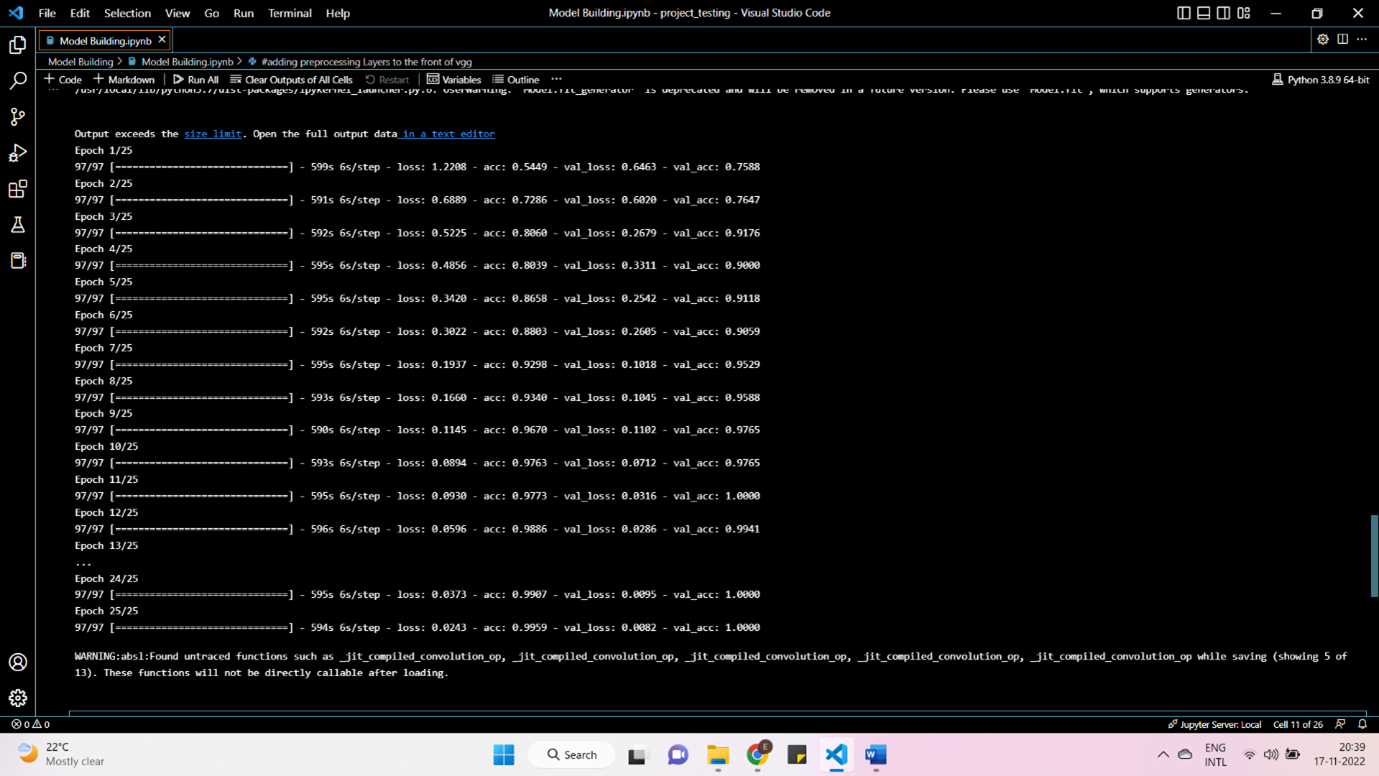 File Edit Selection View Go Run Terminal Help Model Building.ipynb - project_testing - Visual Studio Code
Model Building.ipynb
Model Building > Model Building.ipynb > #adding preprocessing Layers to the front of vgg
+ Code + Markdown Run All Clear Outputs of All Cells Restart Variables Outline ... Python 3.8.9 64-bit
... /usr/local/lib/python3.7/dist-packages/ipykernel_launcher.py:6: UserWarning: `Model.fit_generator` is deprecated and will be removed in a future version. Please use `Model.fit`, which supports generators.
Output exceeds the size limit. Open the full output data in a text editor
Epoch 1/25
97/97 [==============================] - 599s 6s/step - loss: 1.2208 - acc: 0.5449 - val_loss: 0.6463 - val_acc: 0.7588
Epoch 2/25
97/97 [==============================] - 591s 6s/step - loss: 0.6889 - acc: 0.7286 - val_loss: 0.6020 - val_acc: 0.7647
Epoch 3/25
97/97 [==============================] - 592s 6s/step - loss: 0.5225 - acc: 0.8060 - val_loss: 0.2679 - val_acc: 0.9176
Epoch 4/25
97/97 [==============================] - 595s 6s/step - loss: 0.4856 - acc: 0.8039 - val_loss: 0.3311 - val_acc: 0.9000
Epoch 5/25
97/97 [==============================] - 595s 6s/step - loss: 0.3420 - acc: 0.8658 - val_loss: 0.2542 - val_acc: 0.9118
Epoch 6/25
97/97 [==============================] - 592s 6s/step - loss: 0.3022 - acc: 0.8803 - val_loss: 0.2605 - val_acc: 0.9059
Epoch 7/25
97/97 [==============================] - 595s 6s/step - loss: 0.1937 - acc: 0.9298 - val_loss: 0.1018 - val_acc: 0.9529
Epoch 8/25
97/97 [==============================] - 593s 6s/step - loss: 0.1660 - acc: 0.9340 - val_loss: 0.1045 - val_acc: 0.9588
Epoch 9/25
97/97 [==============================] - 590s 6s/step - loss: 0.1145 - acc: 0.9670 - val_loss: 0.1102 - val_acc: 0.9765
Epoch 10/25
97/97 [==============================] - 593s 6s/step - loss: 0.0894 - acc: 0.9763 - val_loss: 0.0712 - val_acc: 0.9765
Epoch 11/25
97/97 [==============================] - 595s 6s/step - loss: 0.0930 - acc: 0.9773 - val_loss: 0.0316 - val_acc: 1.0000
Epoch 12/25
97/97 [==============================] - 596s 6s/step - loss: 0.0596 - acc: 0.9886 - val_loss: 0.0286 - val_acc: 0.9941
Epoch 13/25
...
Epoch 24/25
97/97 [==============================] - 595s 6s/step - loss: 0.0373 - acc: 0.9907 - val_loss: 0.0095 - val_acc: 1.0000
Epoch 25/25
97/97 [==============================] - 594s 6s/step - loss: 0.0243 - acc: 0.9959 - val_loss: 0.0082 - val_acc: 1.0000
WARNING:absl:Found untraced functions such as _jit_compiled_convolution_op, _jit_compiled_convolution_op, _jit_compiled_convolution_op, _jit_compiled_convolution_op, _jit_compiled_convolution_op while saving (showing 5 of
13). These functions will not be directly callable after loading.
0 0 Jupyter Server: Local Cell 11 of 26
22°C
Mostly clear
Search
E
ENG
INTL
20:39
17-11-2022